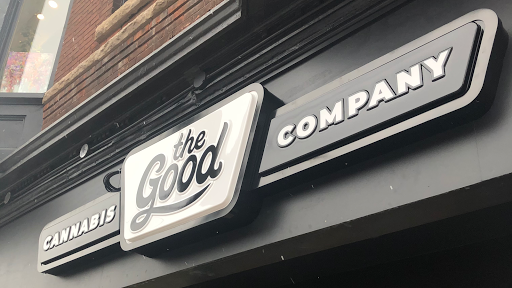 CANNABIS
the
Good
COMPANY